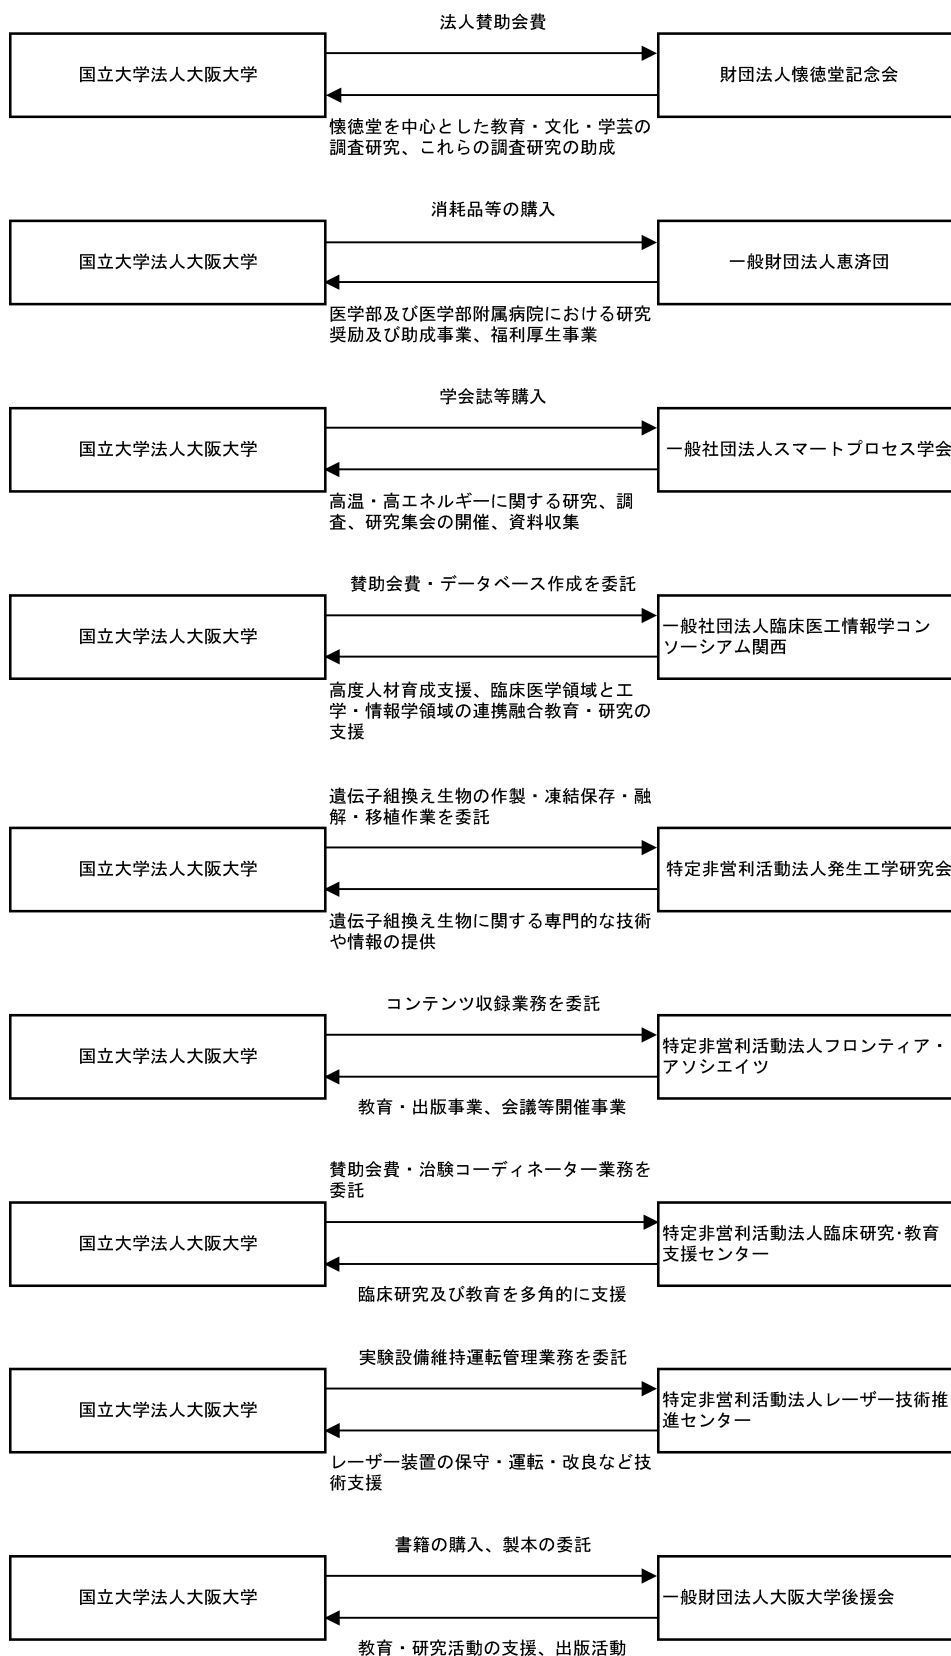 法人賛助会費
国立大学法人大阪大学
財団法人懐徳堂記念会
懐徳堂を中心とした教育・文化・学芸の
調査研究、これらの調査研究の助成
消耗品等の購入
国立大学法人大阪大学
一般財団法人恵済団
医学部及び医学部附属病院における研究
奨励及び助成事業、福利厚生事業
学会誌等購入
国立大学法人大阪大学
一般社団法人スマートプロセス学会
高温・高エネルギーに関する研究、調
査、研究集会の開催、資料収集
賛助会費・データベース作成を委託
国立大学法人大阪大学
一般社団法人臨床医工情報学コン
ソーシアム関西
高度人材育成支援、臨床医学領域と工
学・情報学領域の連携融合教育・研究の
支援
遺伝子組換え生物の作製・凍結保存・融
解・移植作業を委託
国立大学法人大阪大学
特定非営利活動法人発生工学研究会
遺伝子組換え生物に関する専門的な技術
や情報の提供
コンテンツ収録業務を委託
国立大学法人大阪大学
特定非営利活動法人フロンティア・
アソシエイツ
教育・出版事業、会議等開催事業
賛助会費・治験コーディネーター業務を
委託
国立大学法人大阪大学
特定非営利活動法人臨床研究･教育
支援センター
臨床研究及び教育を多角的に支援
実験設備維持運転管理業務を委託
国立大学法人大阪大学
特定非営利活動法人レーザー技術推
進センター
レーザー装置の保守・運転・改良など技
術支援
書籍の購入、製本の委託
国立大学法人大阪大学
一般財団法人大阪大学後援会
教育・研究活動の支援、出版活動